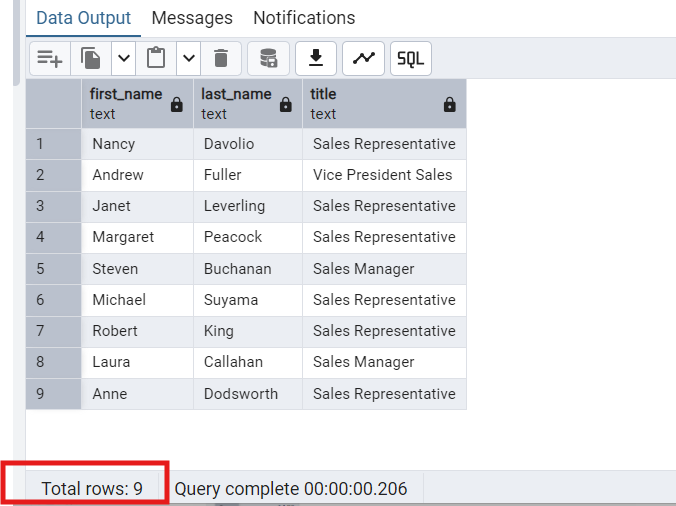 Data Output Messages Notifications
SQL
first_name last_name title
text text text
1 Nancy Davolio Sales Representative
2 Andrew Fuller Vice President Sales
3 Janet Leverling Sales Representative
4 Margaret Peacock Sales Representative
5 Steven Buchanan Sales Manager
6 Michael Suyama Sales Representative
7 Robert King Sales Representative
8 Laura Callahan Sales Manager
9 Anne Dodsworth Sales Representative
Total rows: 9 Query complete 00:00:00.206